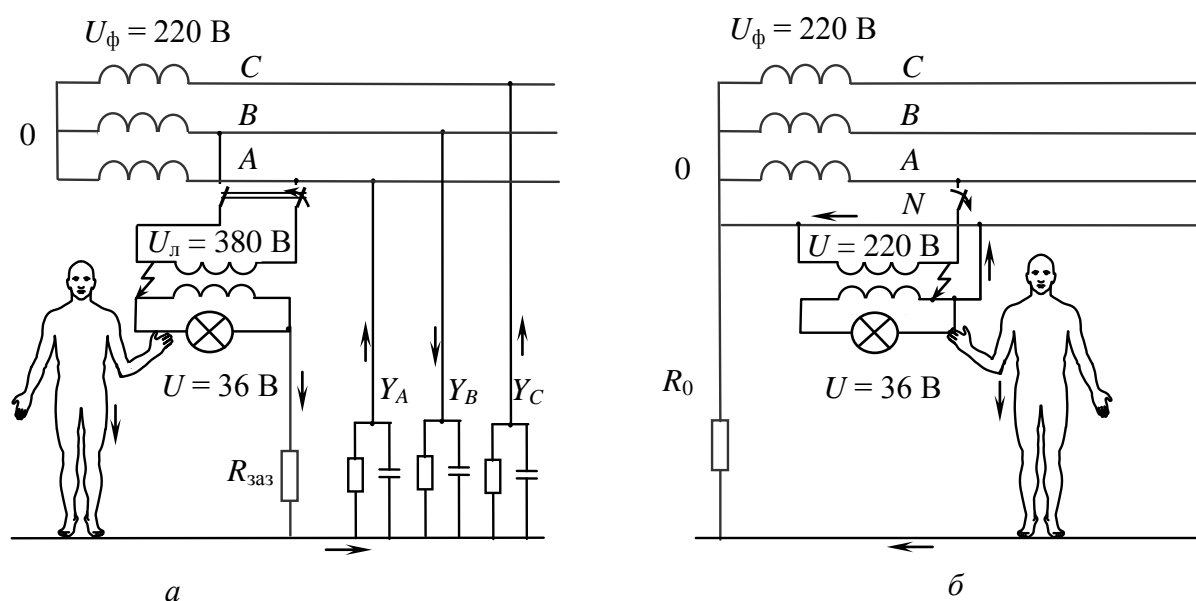 U_ф = 220 В
C
B
0
A
U_л = 380 В
U = 36 В
Y_A
Y_B
Y_C
R_заз
а
U_ф = 220 В
C
B
0
A
N
U = 220 В
R_0
U = 36 В
б